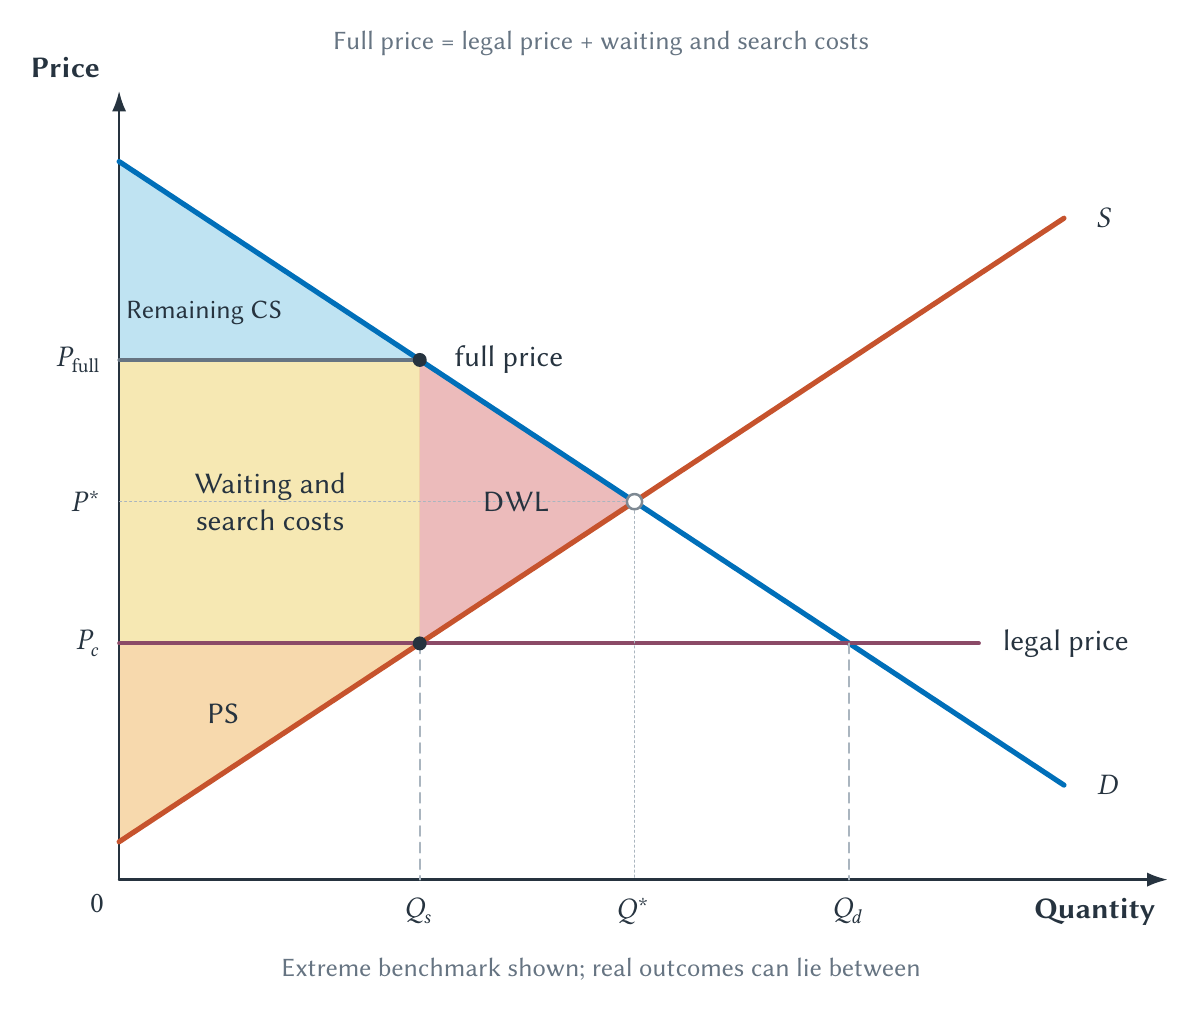 Full price = legal price + waiting and search costs
Price
S
Remaining CS
P_full
full price
Waiting and
search costs
P*
DWL
P_c
legal price
PS
D
0
Q_s
Q*
Q_d
Quantity
Extreme benchmark shown; real outcomes can lie between